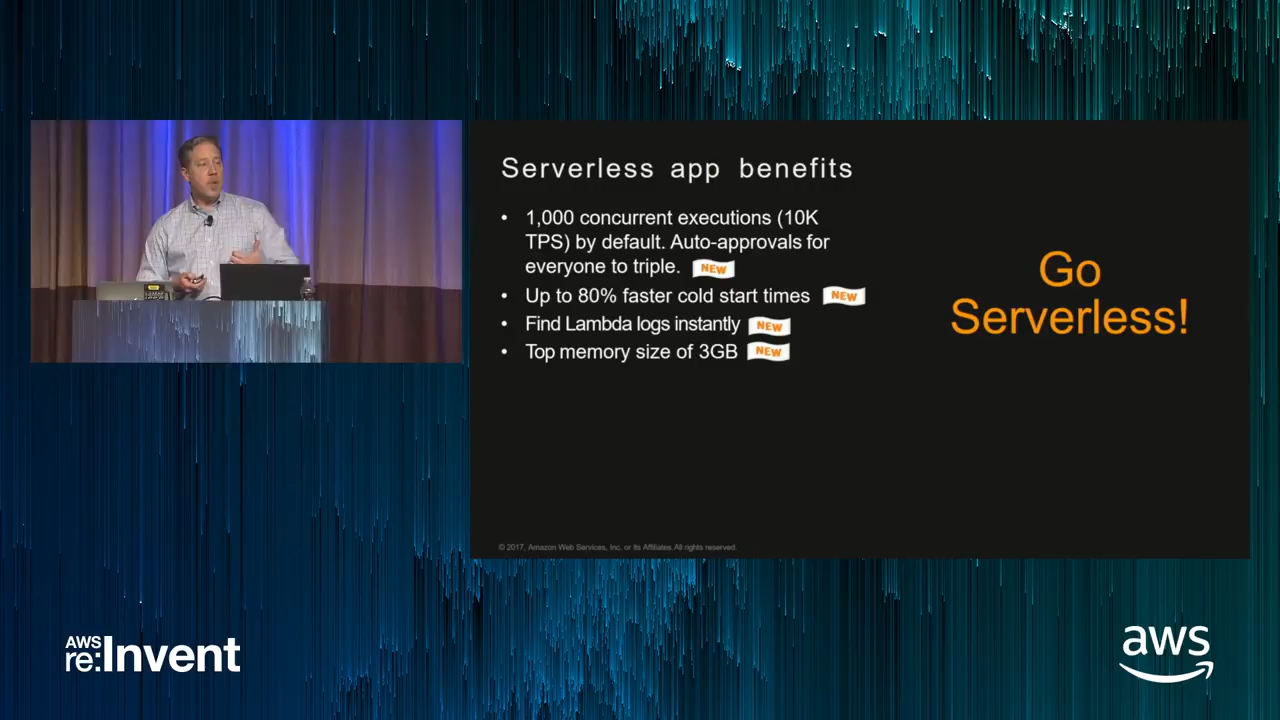 Serverless app benefits
• 1,000 concurrent executions (10K
TPS) by default. Auto-approvals for
everyone to triple. NEW
• Up to 80% faster cold start times NEW
• Find Lambda logs instantly NEW
• Top memory size of 3GB NEW
Go
Serverless!
© 2017, Amazon Web Services, Inc. or its Affiliates. All rights reserved.
AWS
re:Invent
aws